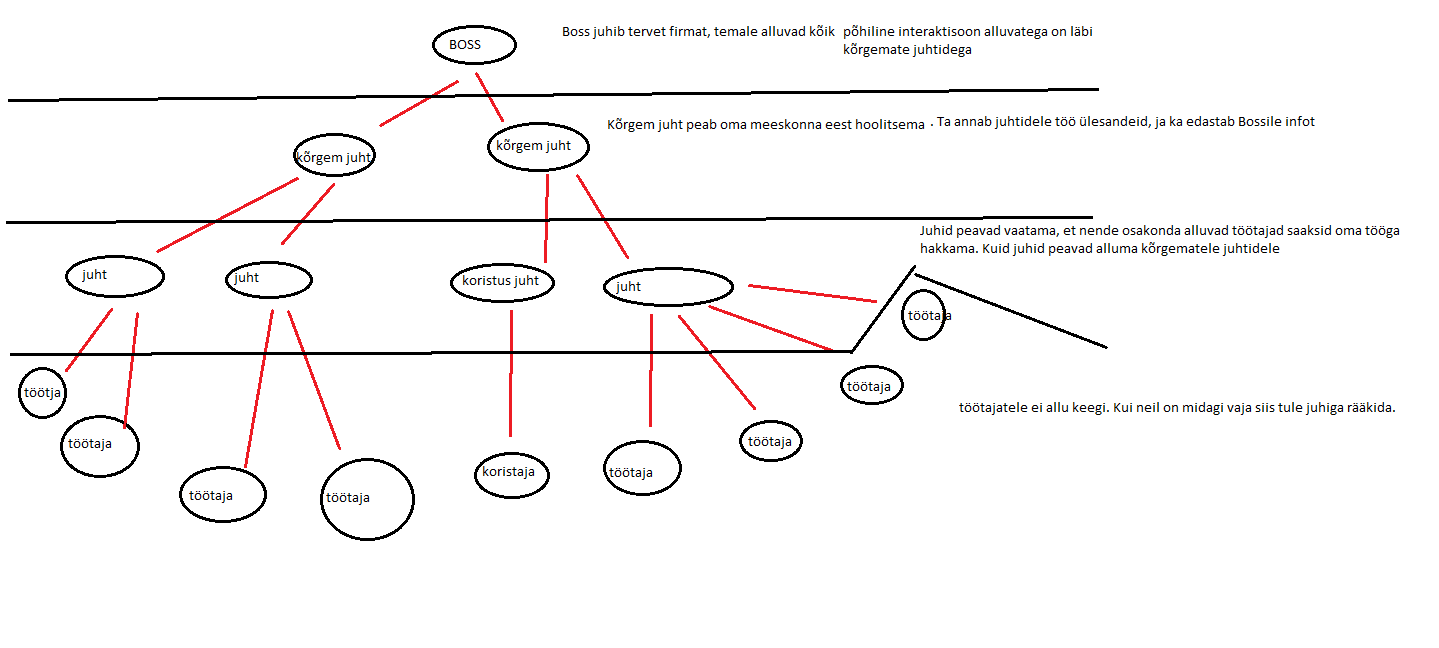 BOSS
Boss juhib tervet firmat, temale alluvad kõik
põhiline interaktisoon alluvatega on läbi
kõrgemate juhtidega
kõrgem juht
kõrgem juht
Kõrgem juht peab oma meeskonna eest hoolitsema
. Ta annab juhtidele töö ülesandeid, ja ka edastab Bossile infot
Juhid peavad vaatama, et nende osakonda alluvad töötajad saaksid oma tööga
hakkama. Kuid juhid peavad alluma kõrgematele juhtidele
juht
juht
koristus juht
juht
töötaja
töötja
töötaja
töötajatele ei allu keegi. Kui neil on midagi vaja siis tule juhiga rääkida.
töötaja
töötaja
töötaja
koristaja
töötaja
töötaja